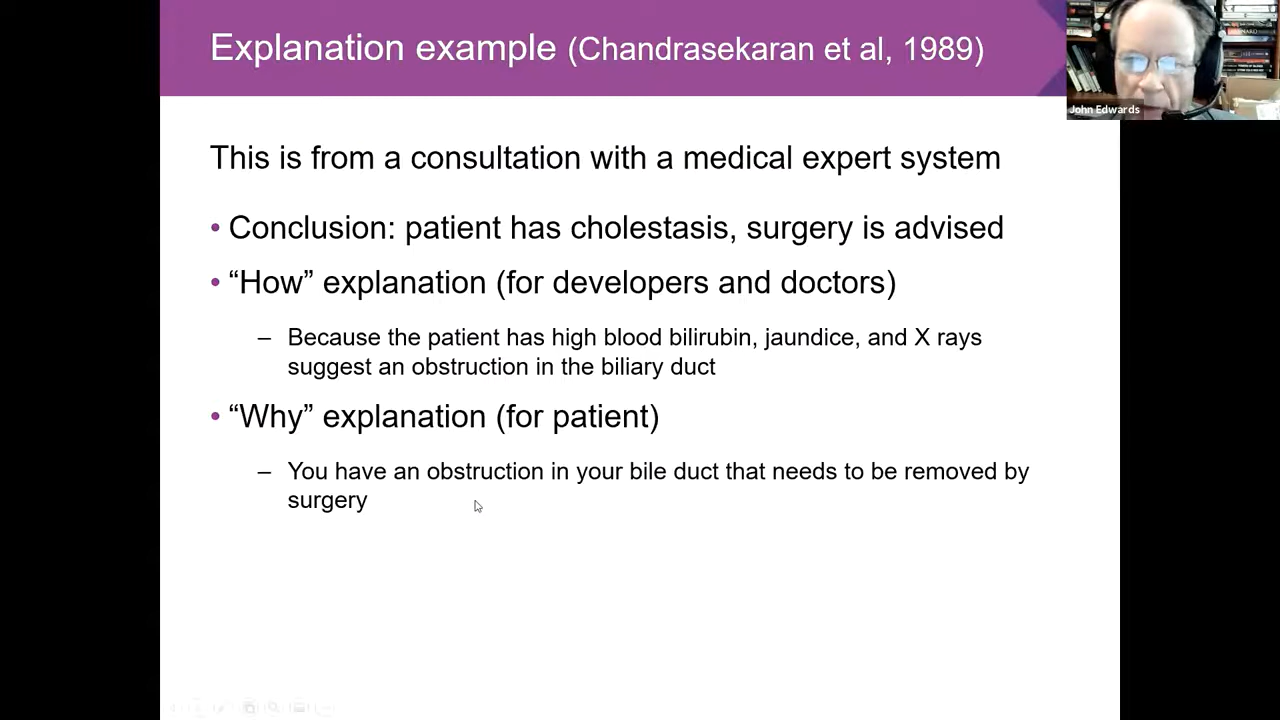 Explanation example (Chandrasekaran et al, 1989)
John Edwards
This is from a consultation with a medical expert system
• Conclusion: patient has cholestasis, surgery is advised
• “How” explanation (for developers and doctors)
– Because the patient has high blood bilirubin, jaundice, and X rays
suggest an obstruction in the biliary duct
• “Why” explanation (for patient)
– You have an obstruction in your bile duct that needs to be removed by
surgery